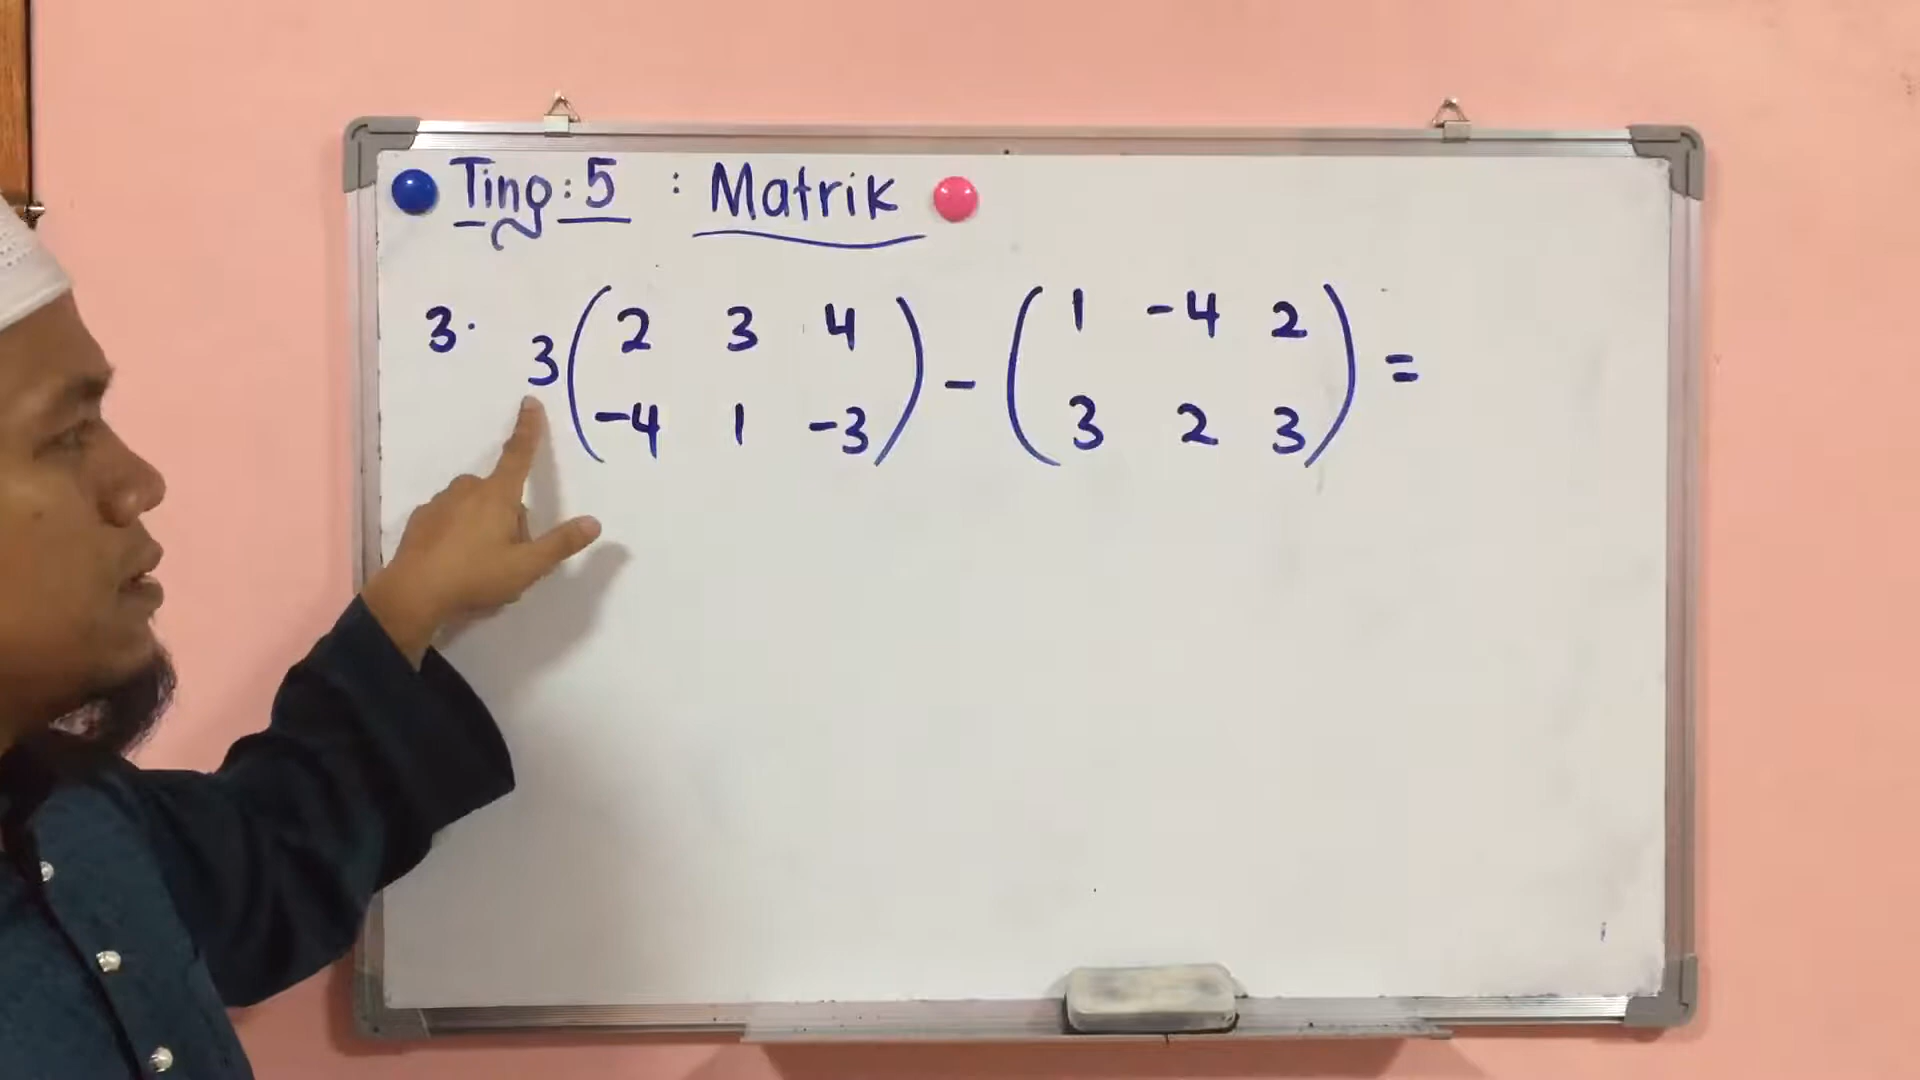 Ting: 5 : Matrik
3. 3 ( 2 3 4 ) - ( 1 -4 2 ) =
( -4 1 -3 ) ( 3 2 3 )